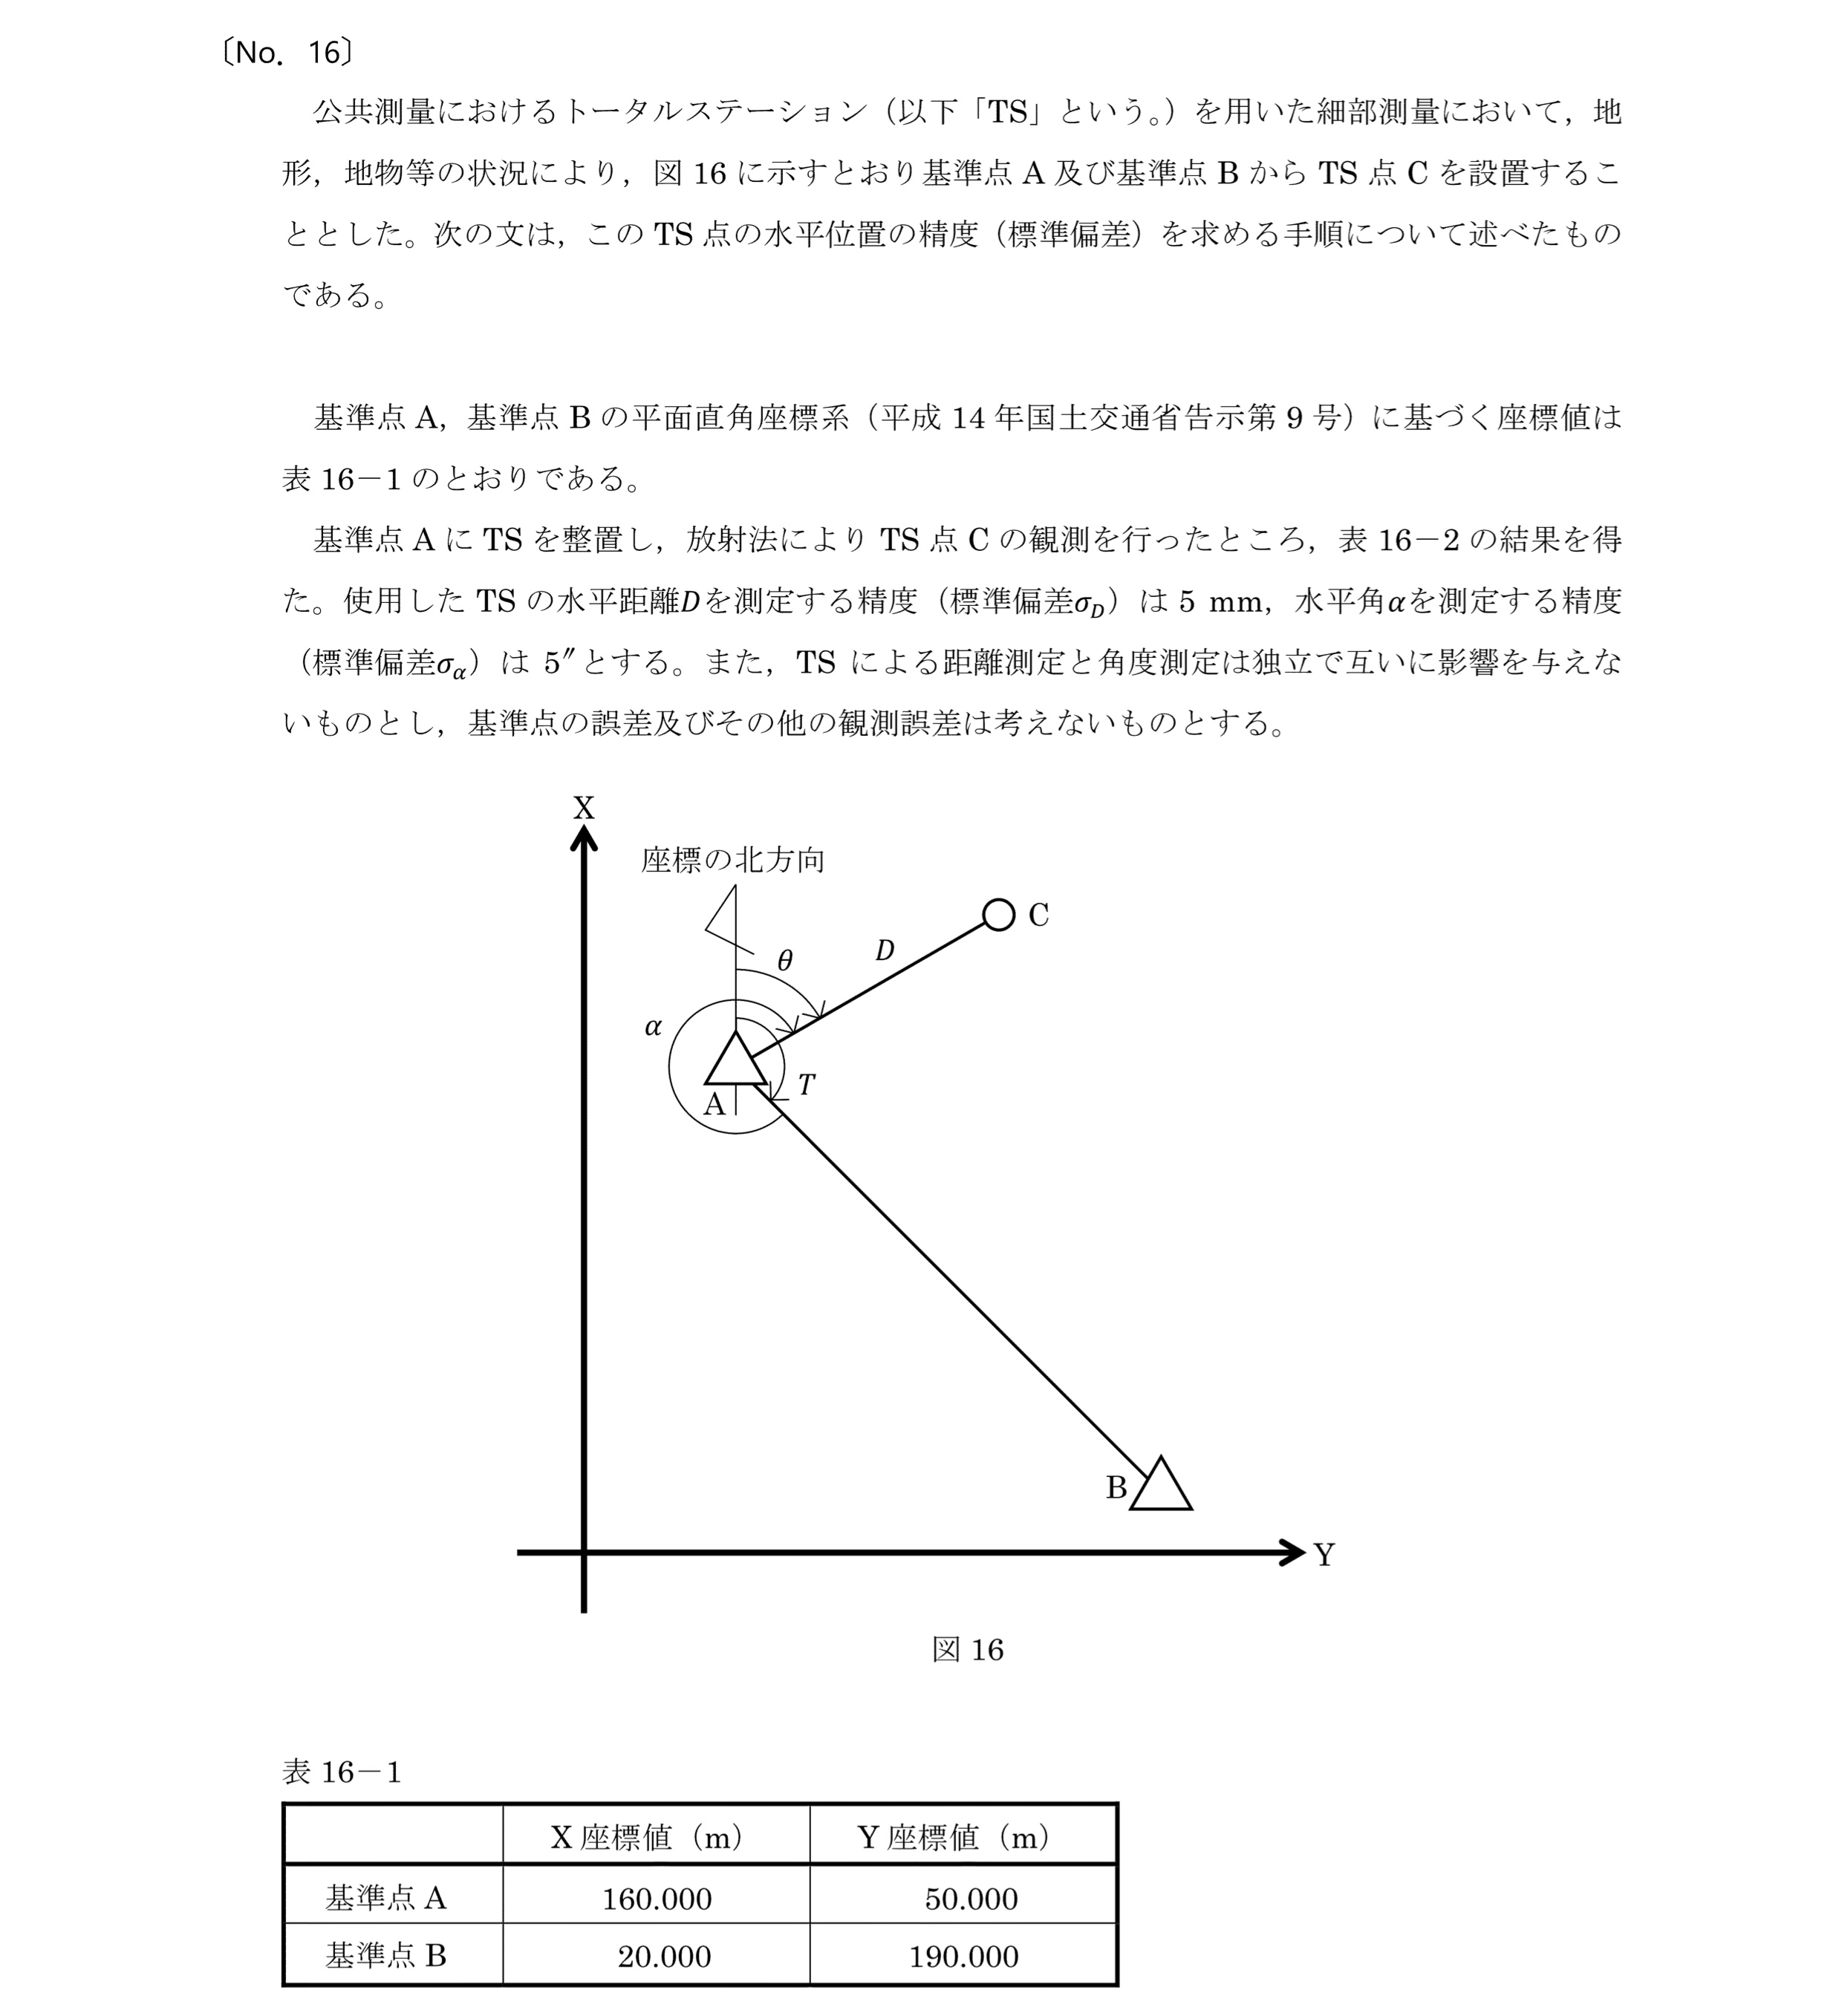 〔No. 16〕
公共測量におけるトータルステーション（以下「TS」という。）を用いた細部測量において，地
形，地物等の状況により，図 16 に示すとおり基準点 A 及び基準点 B から TS 点 C を設置するこ
ととした。次の文は，この TS 点の水平位置の精度（標準偏差）を求める手順について述べたもの
である。
基準点 A，基準点 B の平面直角座標系（平成 14 年国土交通省告示第 9 号）に基づく座標値は
表 16－1 のとおりである。
基準点 A に TS を整置し，放射法により TS 点 C の観測を行ったところ，表 16－2 の結果を得
た。使用した TS の水平距離Dを測定する精度（標準偏差σD）は 5 mm，水平角αを測定する精度
（標準偏差σα）は 5″とする。また，TS による距離測定と角度測定は独立で互いに影響を与えな
いものとし，基準点の誤差及びその他の観測誤差は考えないものとする。
X
座標の北方向
C
D
θ
α
T
A
B
Y
図 16
表 16－1
X 座標値（m） Y 座標値（m）
基準点 A 160.000 50.000
基準点 B 20.000 190.000